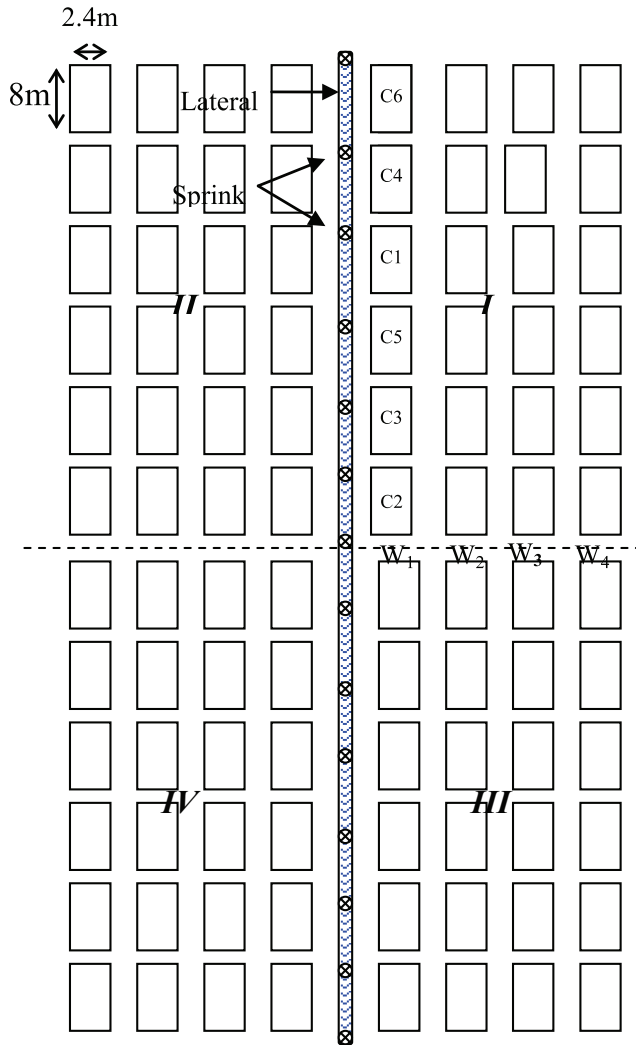 2.4m
8m
Lateral
C6
Sprink
C4
C1
II
I
C5
C3
C2
W1 W2 W3 W4
IV
III